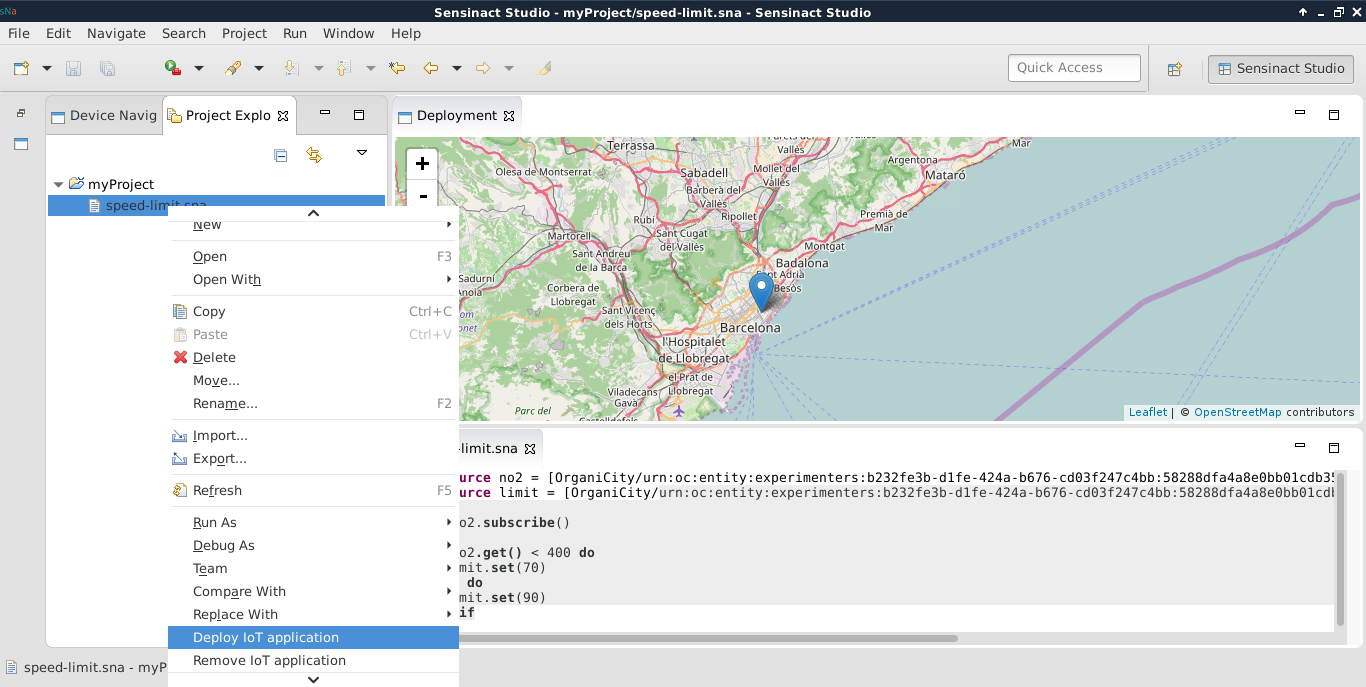 sNa
Sensinact Studio - myProject/speed-limit.sna - Sensinact Studio
File Edit Navigate Search Project Run Window Help
Quick Access
Sensinact Studio
Device Navig
Project Explo
Deployment
myProject
speed-limit.sna
New
Open F3
Open With
Copy Ctrl+C
Paste Ctrl+V
Delete
Move...
Rename... F2
Import...
Export...
Refresh F5
Run As
Debug As
Team
Compare With
Replace With
Deploy IoT application
Remove IoT application
+
-
Terrassa
Olesa de Montserrat
Sabadell
Barberà del
Vallès
Ripollet
Rubí
Sant Cugat
del Vallès
Martorell
Sant Andreu
de la Barca
Sadurní
Corbera de
Llobregat
Sant Vicenç
dels Horts
Parets del
Vallès
Mollet del
Vallès
Mar
Argentona
Mataró
Premià de
Mar
Montgat
Badalona
Sant Adrià
Besòs
Barcelona
l'Hospitalet
de Llobregat
el Prat de
Llobregat
Viladecans
Gavà
Castelldefels
Parc del
Leaflet | © OpenStreetMap contributors
-limit.sna
urce no2 = [OrganiCity/urn:oc:entity:experimenters:b232fe3b-d1fe-424a-b676-cd03f247c4bb:58288dfa4a8e0bb01cdb35
urce limit = [OrganiCity/urn:oc:entity:experimenters:b232fe3b-d1fe-424a-b676-cd03f247c4bb:58288dfa4a8e0bb01cdb
o2.subscribe()
o2.get() < 400 do
mit.set(70)
do
mit.set(90)
if
speed-limit.sna - myP